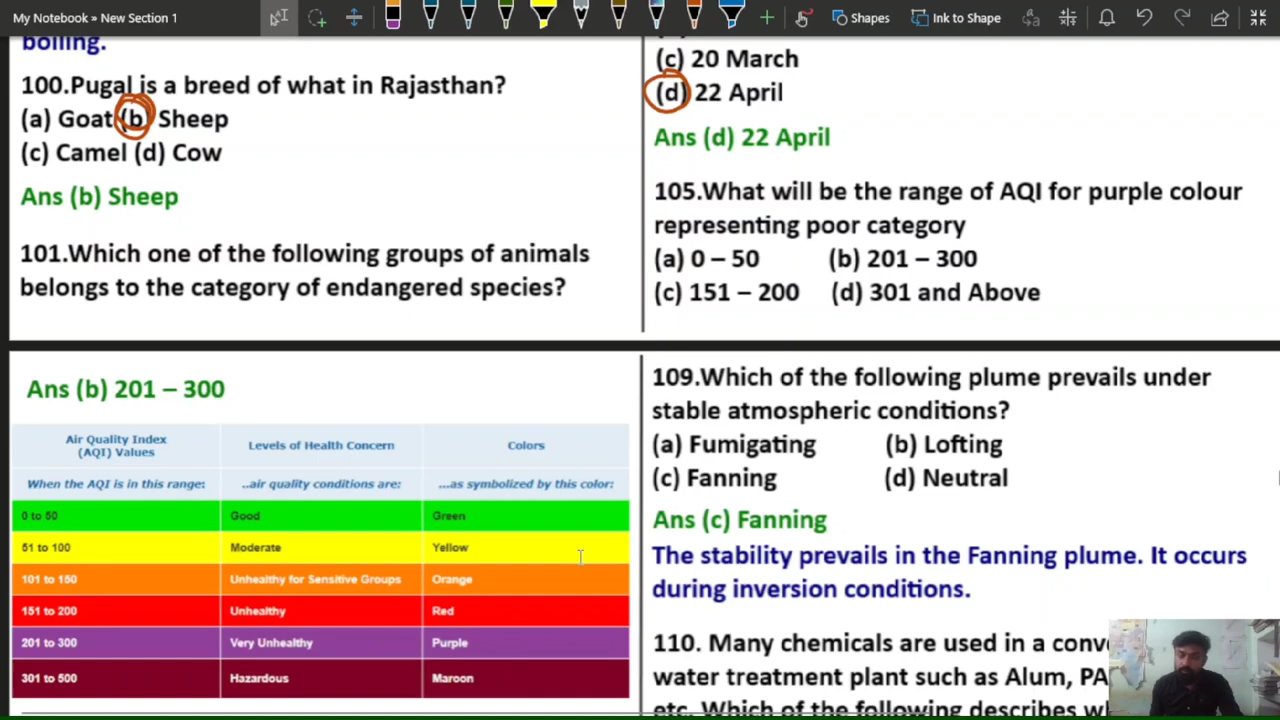 My Notebook » New Section 1
Shapes
Ink to Shape
boiling.
100.Pugal is a breed of what in Rajasthan?
(a) Goat (b) Sheep
(c) Camel (d) Cow
Ans (b) Sheep
101.Which one of the following groups of animals
belongs to the category of endangered species?
(c) 20 March
(d) 22 April
Ans (d) 22 April
105.What will be the range of AQI for purple colour
representing poor category
(a) 0 – 50 (b) 201 – 300
(c) 151 – 200 (d) 301 and Above
Ans (b) 201 – 300
Air Quality Index
(AQI) Values
Levels of Health Concern
Colors
When the AQI is in this range:
..air quality conditions are:
...as symbolized by this color:
0 to 50 Good Green
51 to 100 Moderate Yellow
101 to 150 Unhealthy for Sensitive Groups Orange
151 to 200 Unhealthy Red
201 to 300 Very Unhealthy Purple
301 to 500 Hazardous Maroon
109.Which of the following plume prevails under
stable atmospheric conditions?
(a) Fumigating (b) Lofting
(c) Fanning (d) Neutral
Ans (c) Fanning
The stability prevails in the Fanning plume. It occurs
during inversion conditions.
110. Many chemicals are used in a conv
water treatment plant such as Alum, PA
etc. Which of the following describes